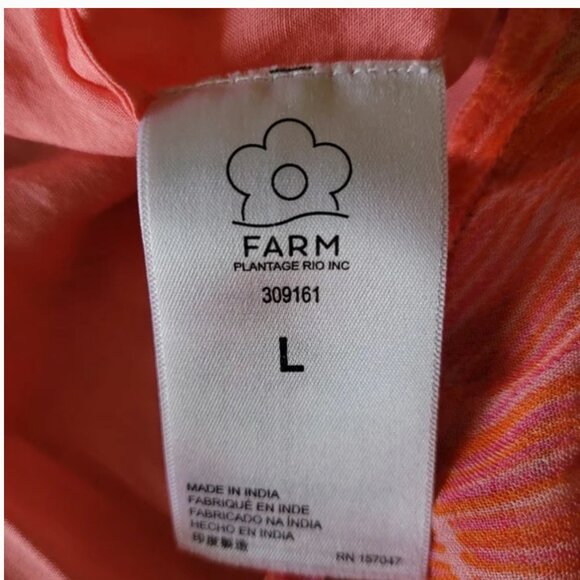 FARM
PLANTAGE RIO INC
309161
L
MADE IN INDIA
FABRIQUÉ EN INDE
FABRICADO NA ÍNDIA
HECHO EN INDIA
印度製造
RN 157047